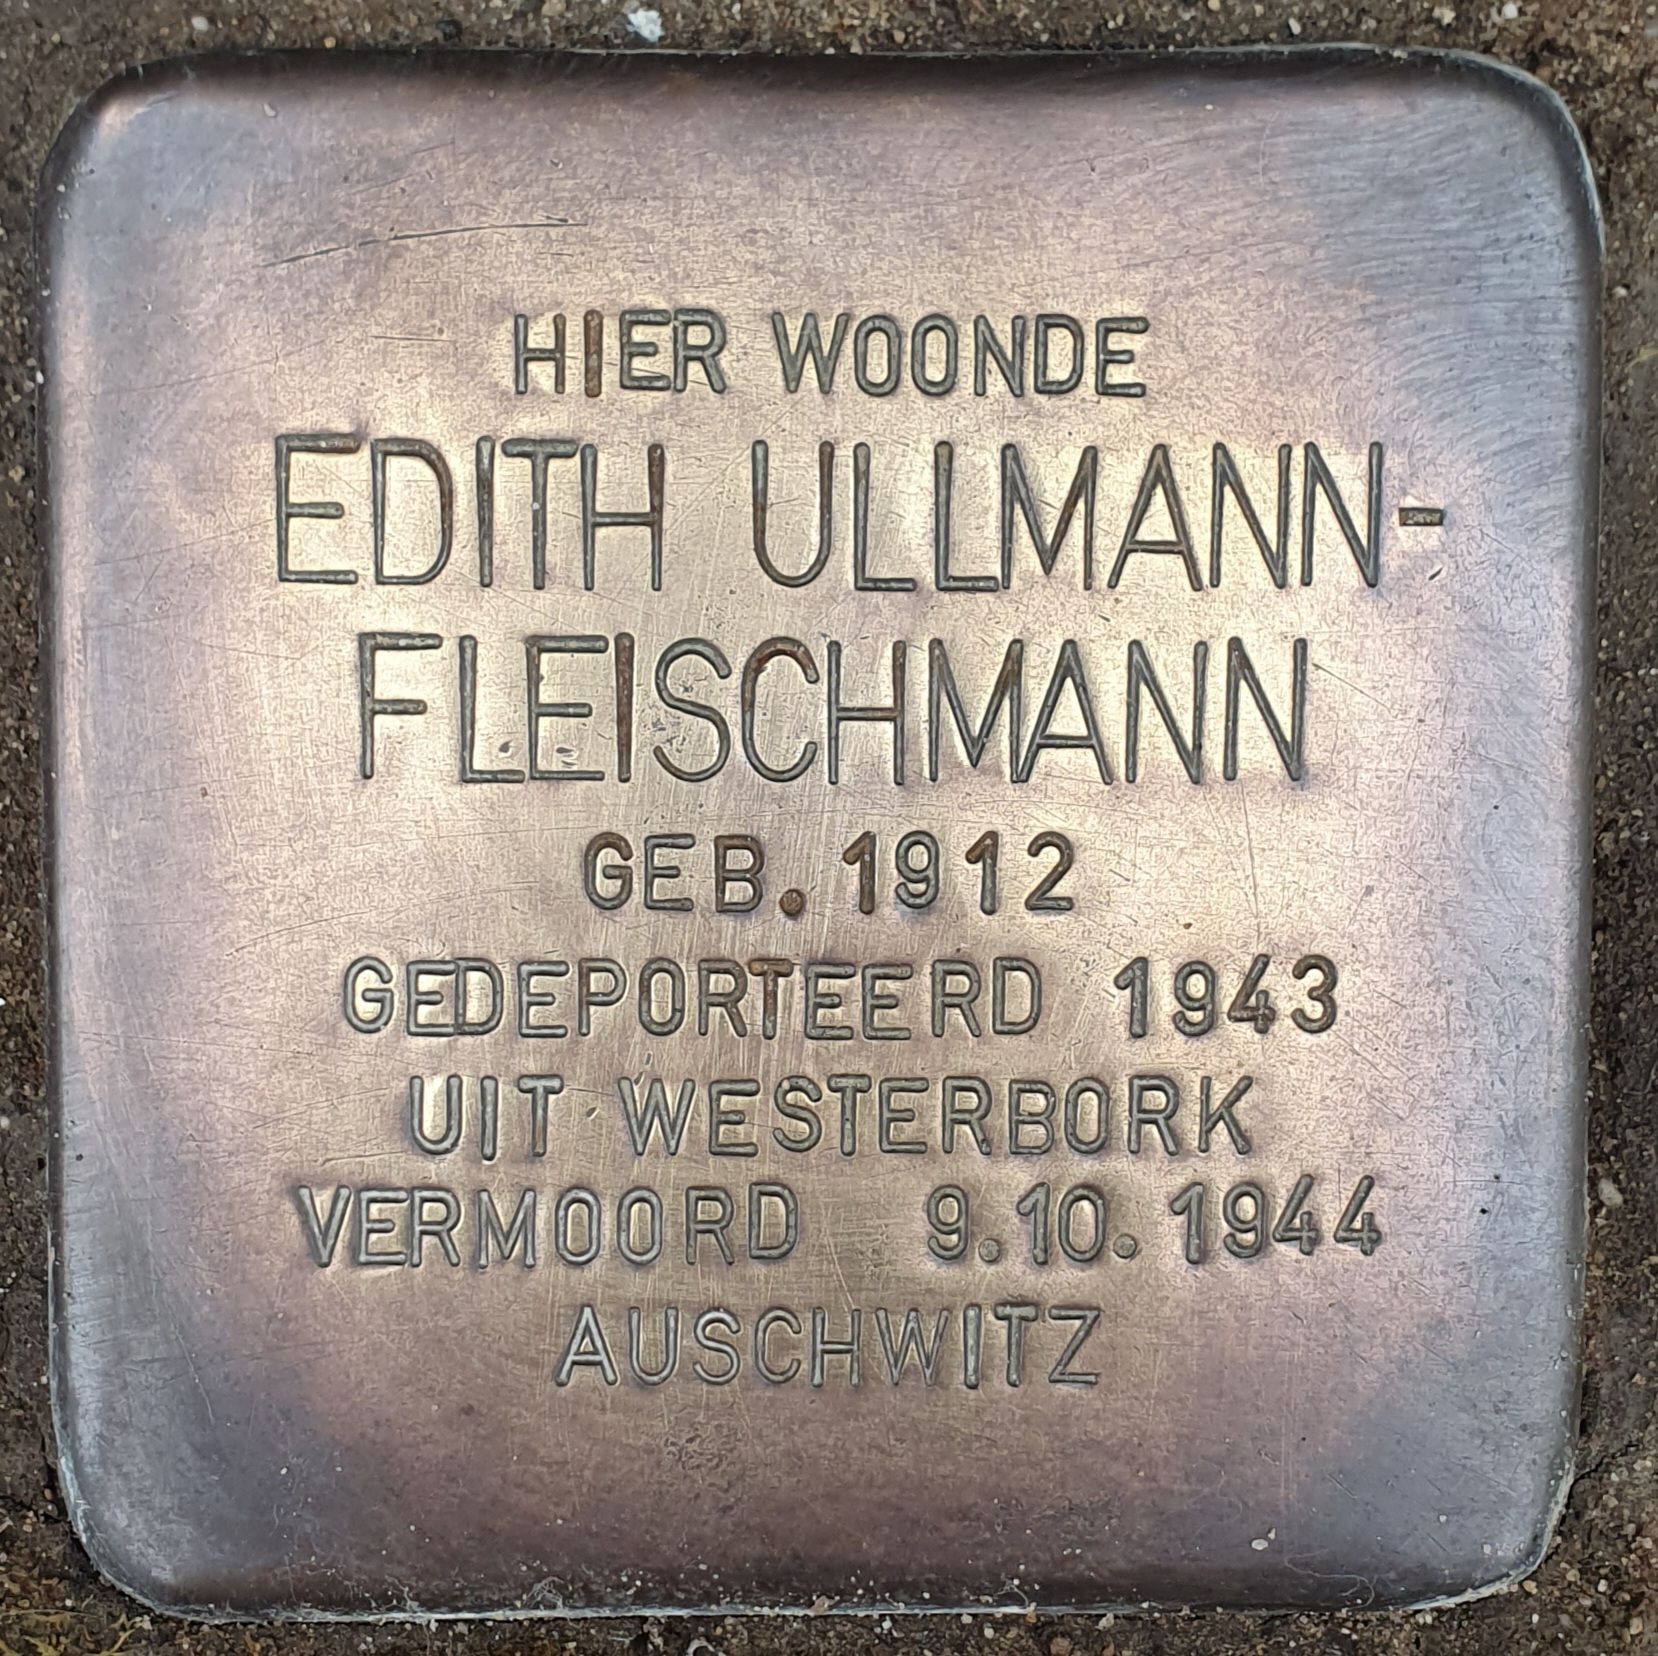 HIER WOONDE
EDITH ULLMANN-
FLEISCHMANN
GEB. 1912
GEDEPORTEERD 1943
UIT WESTERBORK
VERMOORD 9.10.1944
AUSCHWITZ